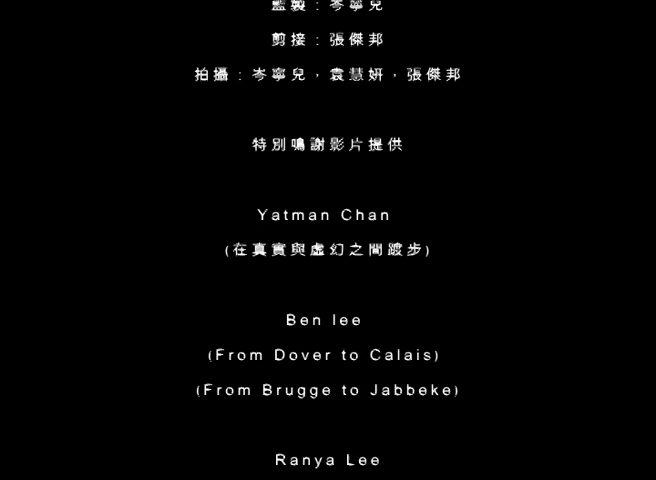 監製：岑寧兒
剪接：張傑邦
拍攝：岑寧兒，袁慧妍，張傑邦
特別鳴謝影片提供
Yatman Chan
(在真實與虛幻之間踱步)
Ben lee
(From Dover to Calais)
(From Brugge to Jabbeke)
Ranya Lee